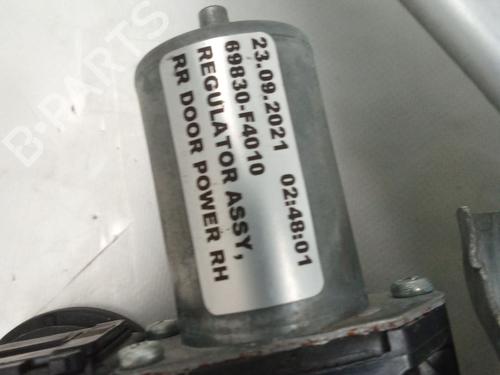 23.09.2021 02:48:01
69830-F4010
REGULATOR ASSY,
RR DOOR POWER RH
B-PARTS